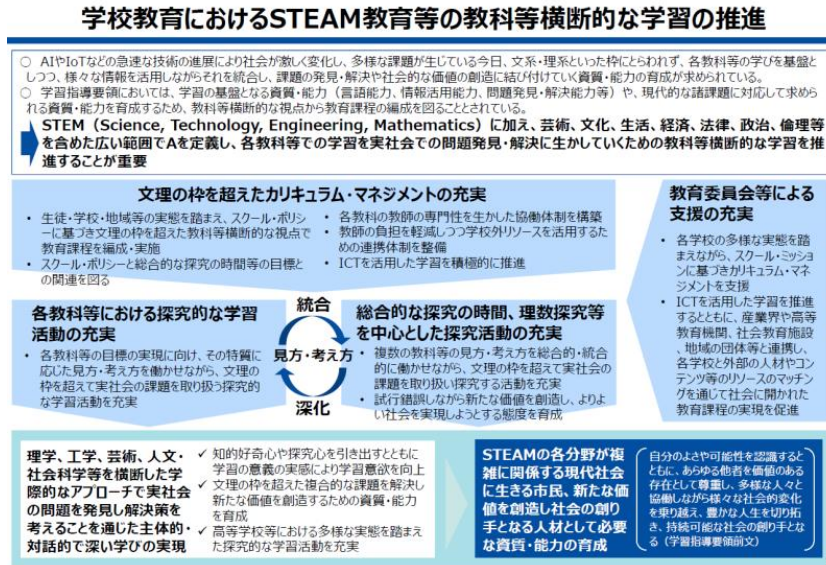 学校教育におけるSTEAM教育等の教科等横断的な学習の推進
○ AIやIoTなどの急速な技術の進展により社会が激しく変化し、多様な課題が生じている今日、文系・理系といった枠にとらわれず、各教科等の学びを基盤と
しつつ、様々な情報を活用しながらそれを統合し、課題の発見・解決や社会的な価値の創造に結び付けていく資質・能力の育成が求められている。
○ 学習指導要領においては、学習の基盤となる資質・能力（言語能力、情報活用能力、問題発見・解決能力等）や、現代的な諸課題に対応して求めら
れる資質・能力を育成するため、教科等横断的な視点から教育課程の編成を図ることとされている。
STEM（Science, Technology, Engineering, Mathematics）に加え、芸術、文化、生活、経済、法律、政治、倫理等
を含めた広い範囲でAを定義し、各教科等での学習を実社会での問題発見・解決に生かしていくための教科等横断的な学習を推
進することが重要
文理の枠を超えたカリキュラム・マネジメントの充実
• 生徒・学校・地域等の実態を踏まえ、スクール・ポリシ
ーに基づき文理の枠を超えた教科等横断的な視点で
教育課程を編成・実施
• スクール・ポリシーと総合的な探究の時間等の目標と
の関連を図る
• 各教科の教師の専門性を生かした協働体制を構築
• 教師の負担を軽減しつつ学校外リソースを活用するた
めの連携体制を整備
• ICTを活用した学習を積極的に推進
教育委員会等による
支援の充実
• 各学校の多様な実態を踏
まえながら、スクール・ミッショ
ンに基づきカリキュラム・マネ
ジメントを支援
• ICTを活用した学習を推進
するとともに、産業界や高等
教育機関、社会教育施設
、地域の団体等と連携し、
各学校と外部の人材やコン
テンツ等のリソースのマッチン
グを通じて社会に開かれた
教育課程の実現を促進
各教科等における探究的な学習
活動の充実
• 各教科等の目標の実現に向け、その特質に
応じた見方・考え方を働かせながら、文理の
枠を超えて実社会の課題を取り扱う探究的
な学習活動を充実
統合
見方・考え方
深化
総合的な探究の時間、理数探究等
を中心とした探究活動の充実
• 複数の教科等の見方・考え方を総合的・統合
的に働かせながら、文理の枠を超えて実社会の
課題を取り扱い探究する活動を充実
• 試行錯誤しながら新たな価値を創造し、よりよ
い社会を実現しようとする態度を育成
理学、工学、芸術、人文・
社会科学等を横断した学
際的なアプローチで実社会
の問題を発見し解決策を
考えることを通じた主体的・
対話的で深い学びの実現
✓ 知的好奇心や探究心を引き出すとともに
学習の意義の実感により学習意欲を向上
✓ 文理の枠を超えた複合的な課題を解決し
新たな価値を創造するための資質・能力
を育成
✓ 高等学校等における多様な実態を踏まえ
た探究的な学習活動を充実
STEAMの各分野が複
雑に関係する現代社会
に生きる市民、新たな価
値を創造し社会の創り
手となる人材として必要
な資質・能力の育成
自分のよさや可能性を認識すると
ともに、あらゆる他者を価値のある
存在として尊重し、多様な人々と
協働しながら様々な社会的変化
を乗り越え、豊かな人生を切り拓
き、持続可能な社会の創り手とな
る（学習指導要領前文）